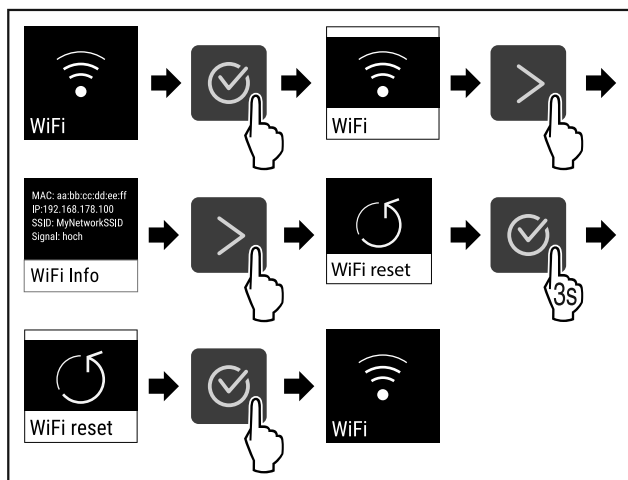 WiFi
WiFi
MAC: aa:bb:cc:dd:ee:ff
IP:192.168.178.100
SSID: MyNetworkSSID
Signal: hoch
WiFi Info
WiFi reset
3s
WiFi reset
WiFi